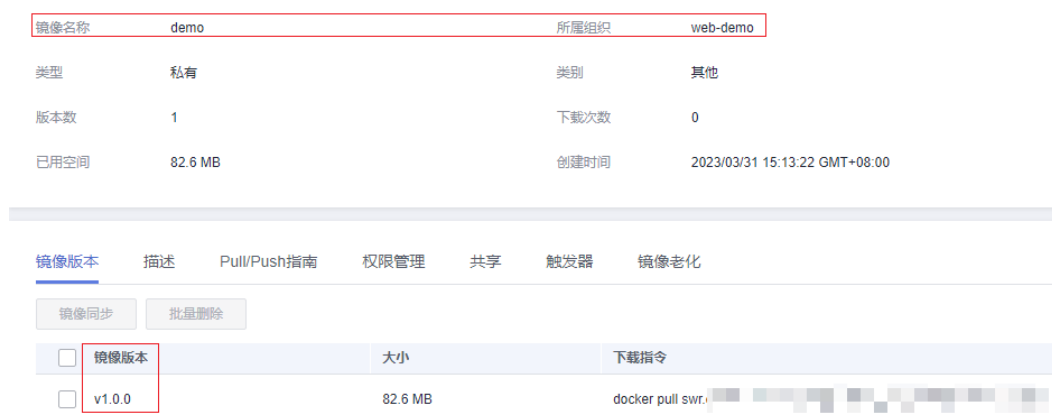 镜像名称 demo 所属组织 web-demo
类型 私有 类别 其他
版本数 1 下载次数 0
已用空间 82.6 MB 创建时间 2023/03/31 15:13:22 GMT+08:00
镜像版本 描述 Pull/Push指南 权限管理 共享 触发器 镜像老化
镜像同步 批量删除
镜像版本 大小 下载指令
v1.0.0 82.6 MB docker pull swr.